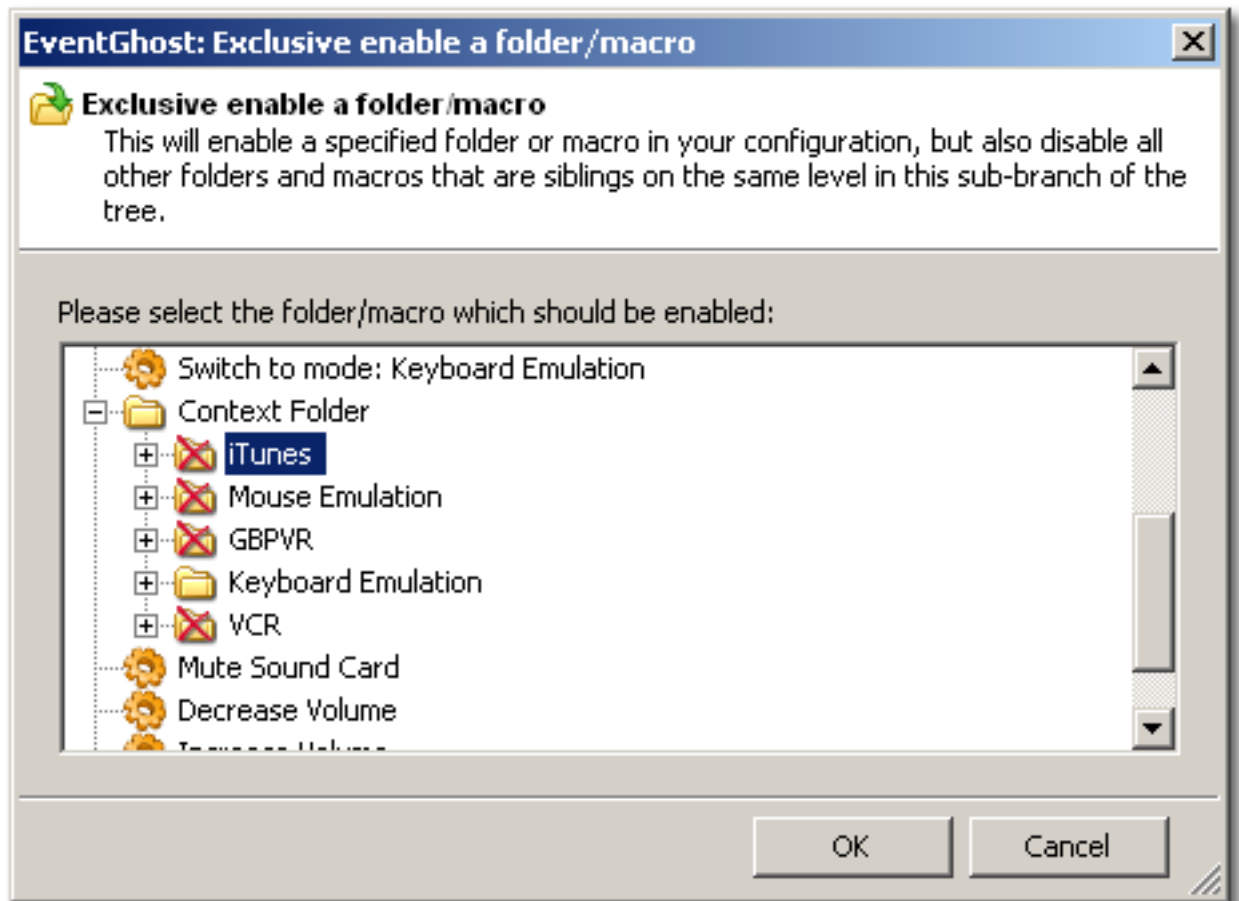 EventGhost: Exclusive enable a folder/macro
Exclusive enable a folder/macro
This will enable a specified folder or macro in your configuration, but also disable all
other folders and macros that are siblings on the same level in this sub-branch of the
tree.
Please select the folder/macro which should be enabled:
Switch to mode: Keyboard Emulation
Context Folder
iTunes
Mouse Emulation
GBPVR
Keyboard Emulation
VCR
Mute Sound Card
Decrease Volume
Increase Volume
OK Cancel